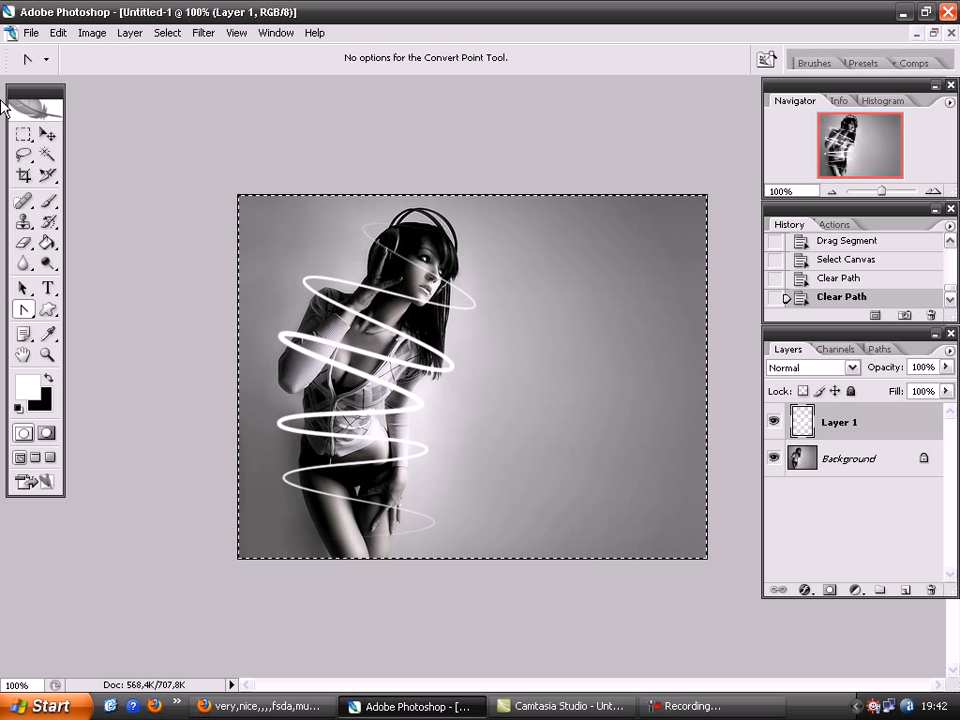 Adobe Photoshop - [Untitled-1 @ 100% (Layer 1, RGB/8)]
File Edit Image Layer Select Filter View Window Help
No options for the Convert Point Tool.
Brushes Presets Comps
Navigator Info Histogram
100%
History Actions
Drag Segment
Select Canvas
Clear Path
Clear Path
Layers Channels Paths
Normal Opacity: 100%
Lock: Fill: 100%
Layer 1
Background
T
100% Doc: 568,4K/707,8K
Start very,nice,,,,fsda,mu... Adobe Photoshop - [... Camtasia Studio - Unt... Recording... 19:42